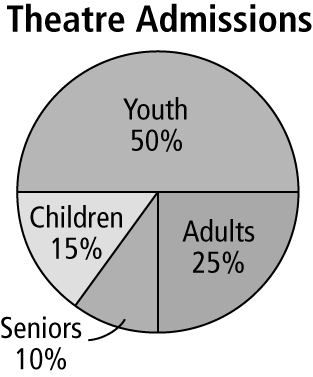 Theatre Admissions
Youth
50%
Children
15%
Adults
25%
Seniors
10%